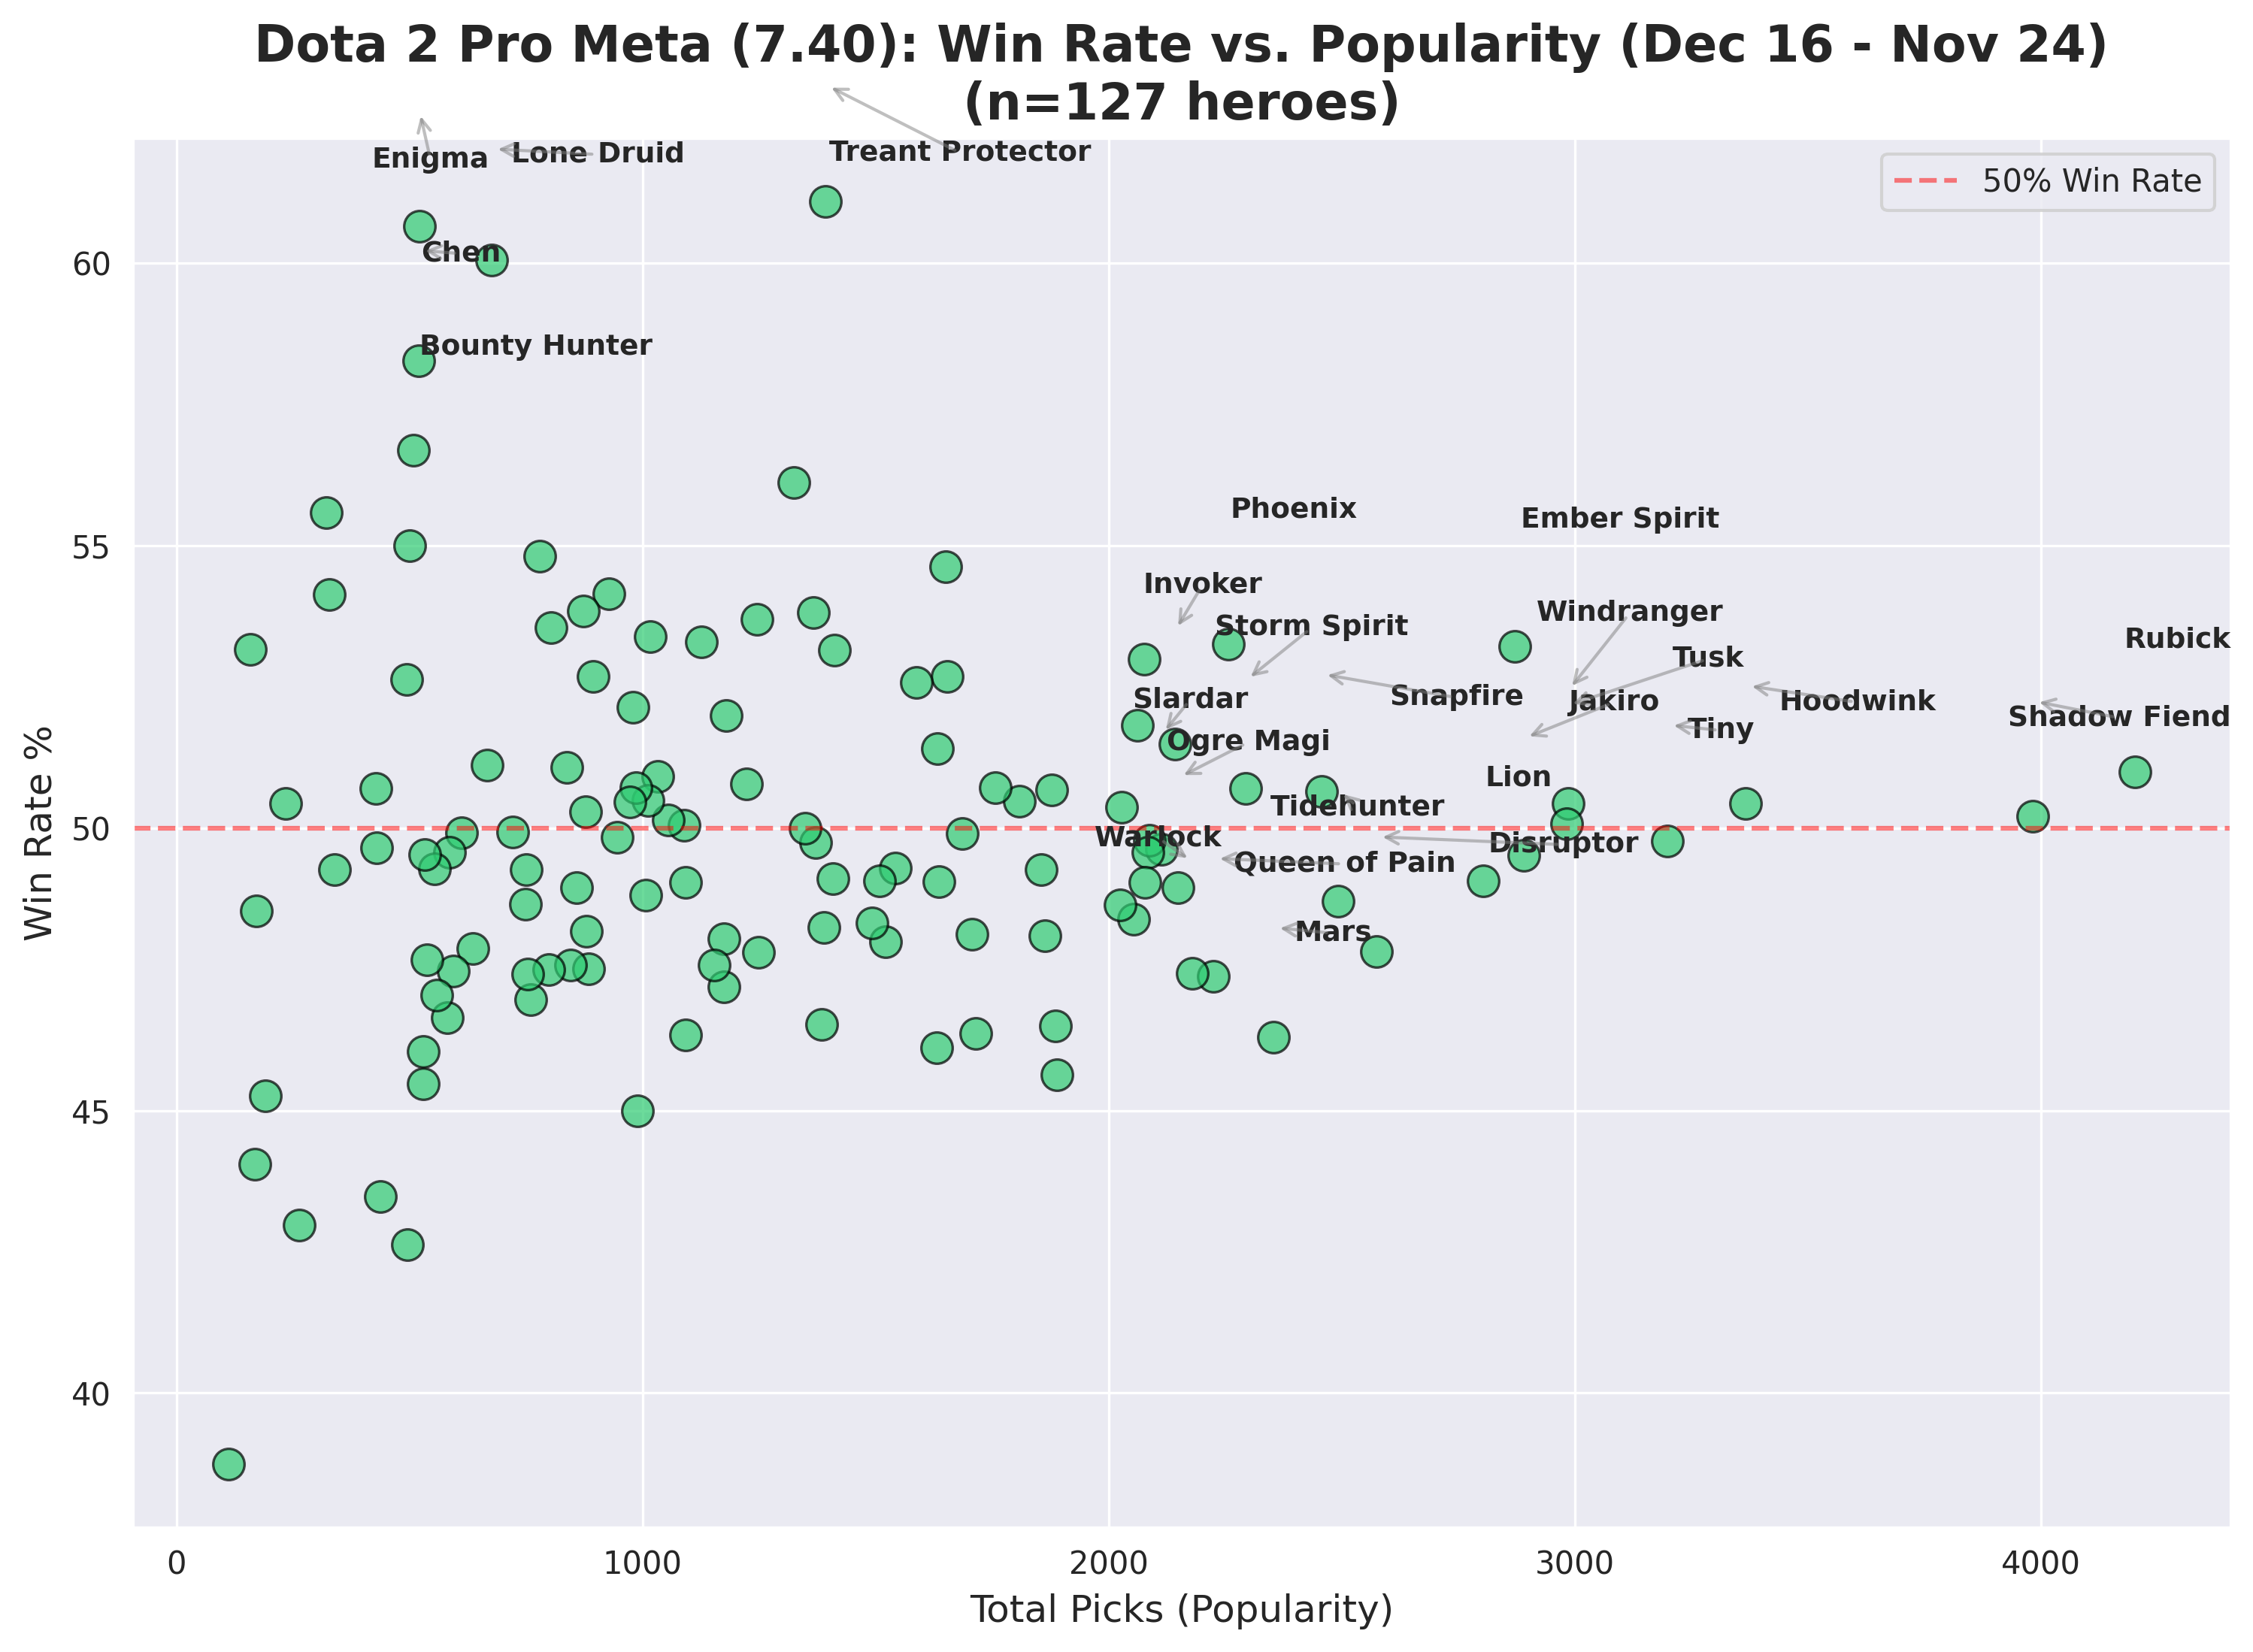 Dota 2 Pro Meta (7.40): Win Rate vs. Popularity (Dec 16 - Nov 24)
(n=127 heroes)
Enigma
Lone Druid
Treant Protector
50% Win Rate
Chen
Bounty Hunter
Phoenix
Ember Spirit
Invoker
Windranger
Storm Spirit
Rubick
Tusk
Slardar
Snapfire
Jakiro
Hoodwink
Shadow Fiend
Tiny
Ogre Magi
Lion
Tidehunter
Warlock
Disruptor
Queen of Pain
Mars
60
55
50
45
40
Win Rate %
0
1000
2000
3000
4000
Total Picks (Popularity)